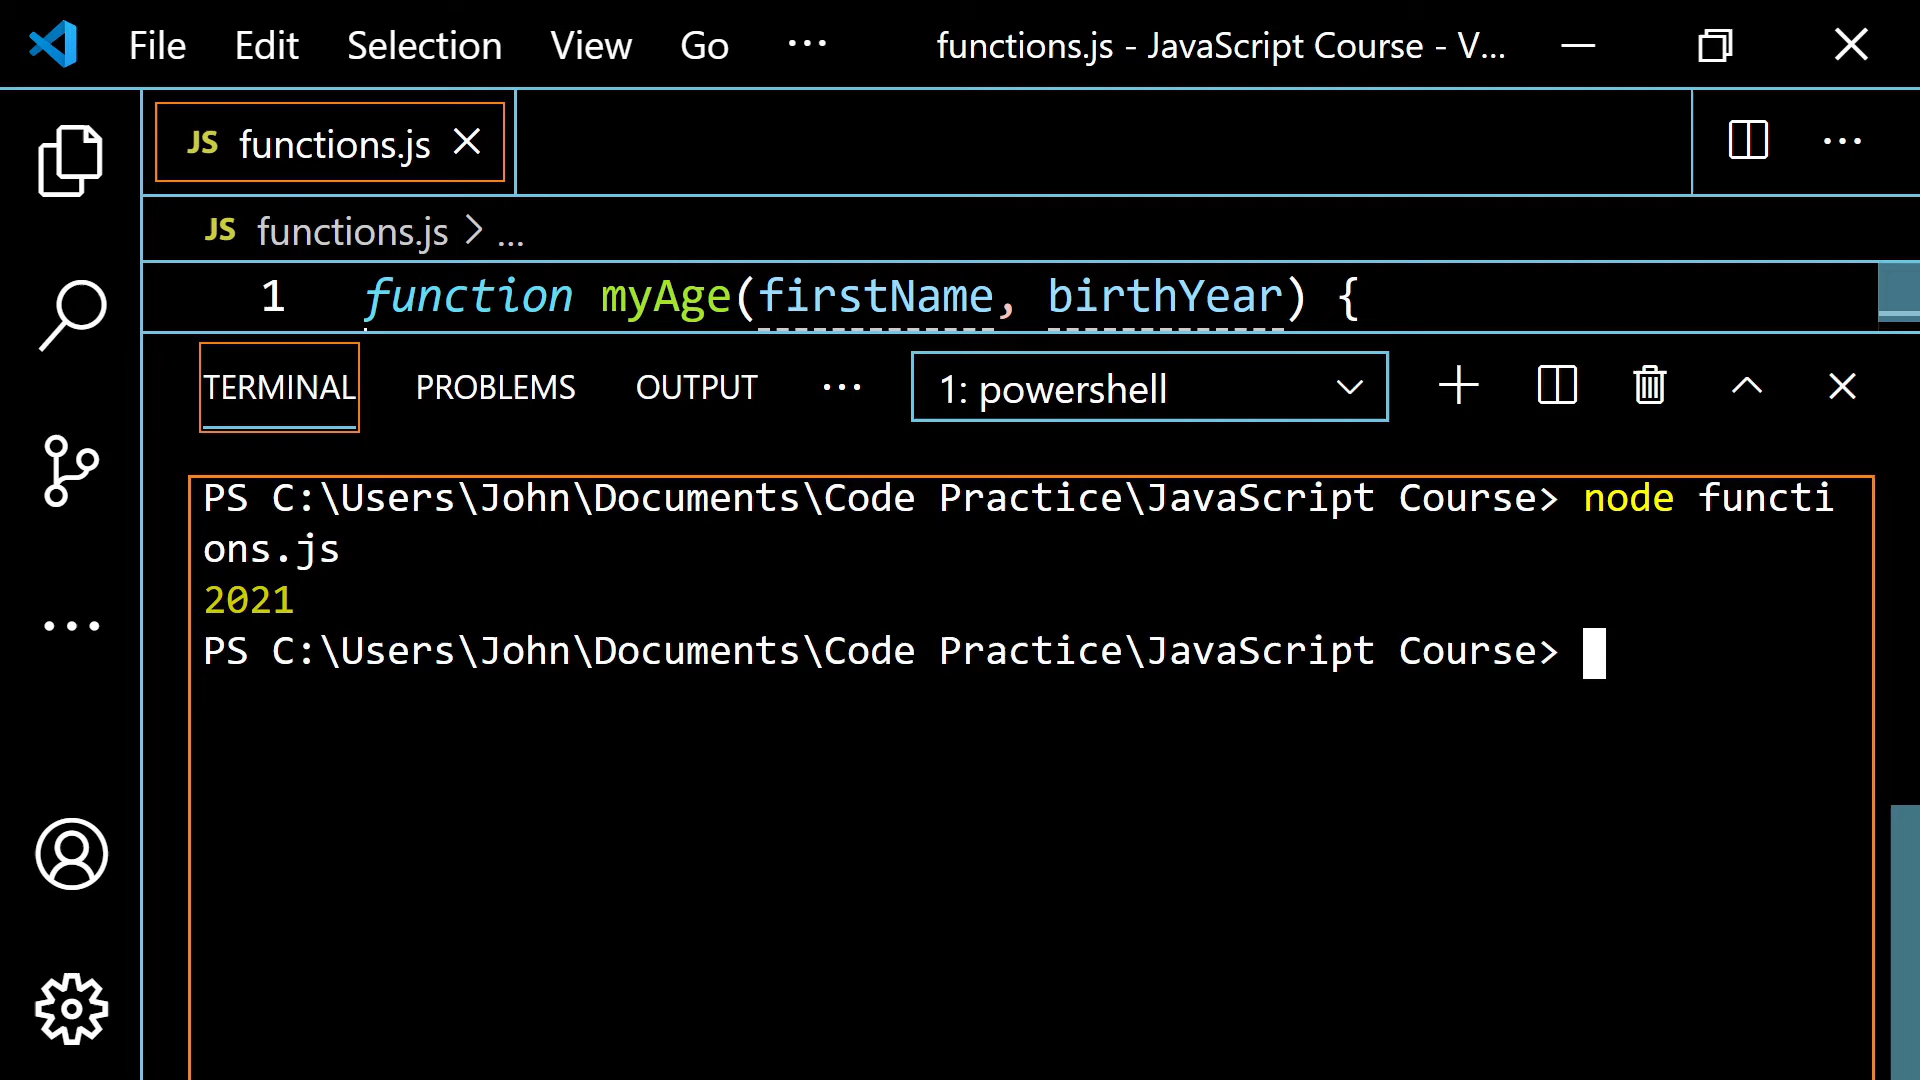 File Edit Selection View Go ··· functions.js - JavaScript Course - V...
JS functions.js
JS functions.js > ...
1 function myAge(firstName, birthYear) {
TERMINAL PROBLEMS OUTPUT ··· 1: powershell
PS C:\Users\John\Documents\Code Practice\JavaScript Course> node functi
ons.js
2021
PS C:\Users\John\Documents\Code Practice\JavaScript Course>